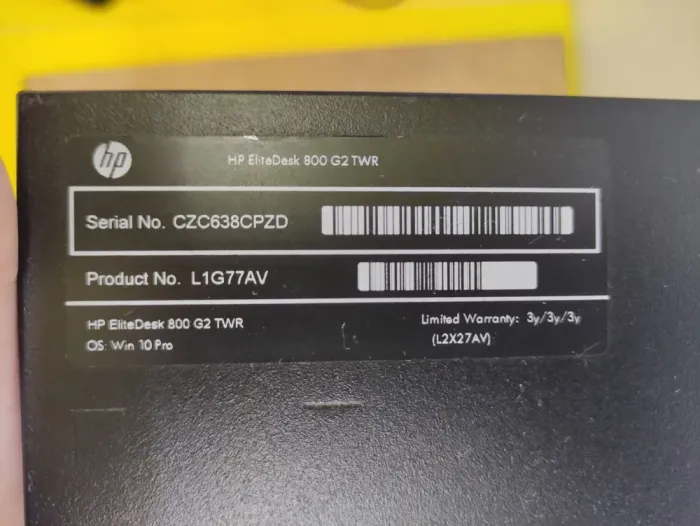 hp
HP EliteDesk 800 G2 TWR
Serial No. CZC638CPZD
Product No. L1G77AV
HP EliteDesk 800 G2 TWR
Limited Warranty: 3y/3y/3y
OS: Win 10 Pro
(L2X27AV)